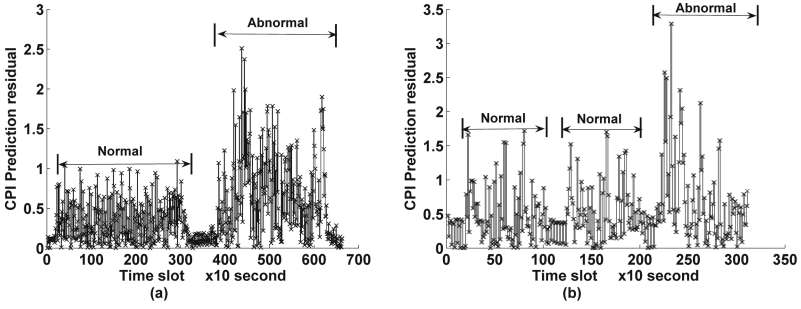 3
2.5
2
1.5
1
0.5
0
CPI Prediction residual
Normal
Abnormal
0 100 200 300 400 500 600 700
Time slot x10 second
(a)
3.5
3
2.5
2
1.5
1
0.5
0
CPI Prediction residual
Normal
Normal
Abnormal
0 50 100 150 200 250 300 350
Time slot x10 second
(b)